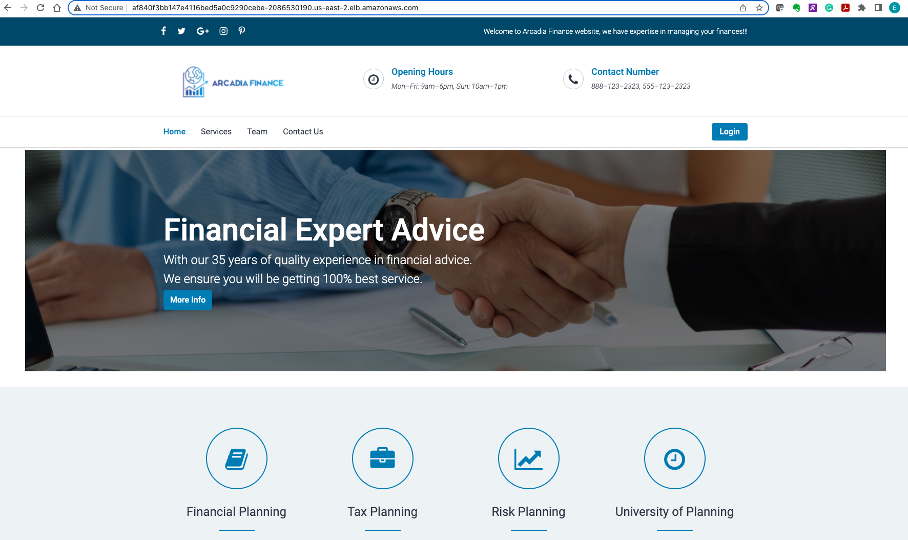 Not Secure af840f3bb147e4116bed5a0c9290cebe-2086530190.us-east-2.elb.amazonaws.com
E
Welcome to Arcadia Finance website, we have expertise in managing your finances!!!
ARCADIA FINANCE
Opening Hours
Mon–Fri: 9am–6pm, Sun: 10am–1pm
Contact Number
888–123–2323, 555–123–2323
Home Services Team Contact Us Login
Financial Expert Advice
With our 35 years of quality experience in financial advice.
We ensure you will be getting 100% best service.
More Info
Financial Planning Tax Planning Risk Planning University of Planning